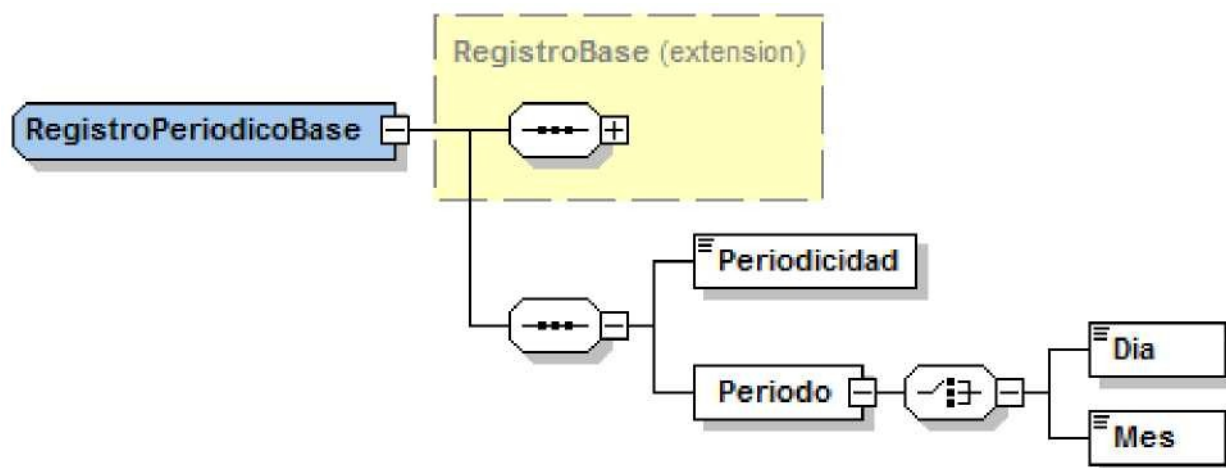 RegistroBase (extension)
RegistroPeriodicoBase
Periodicidad
Periodo
Dia
Mes